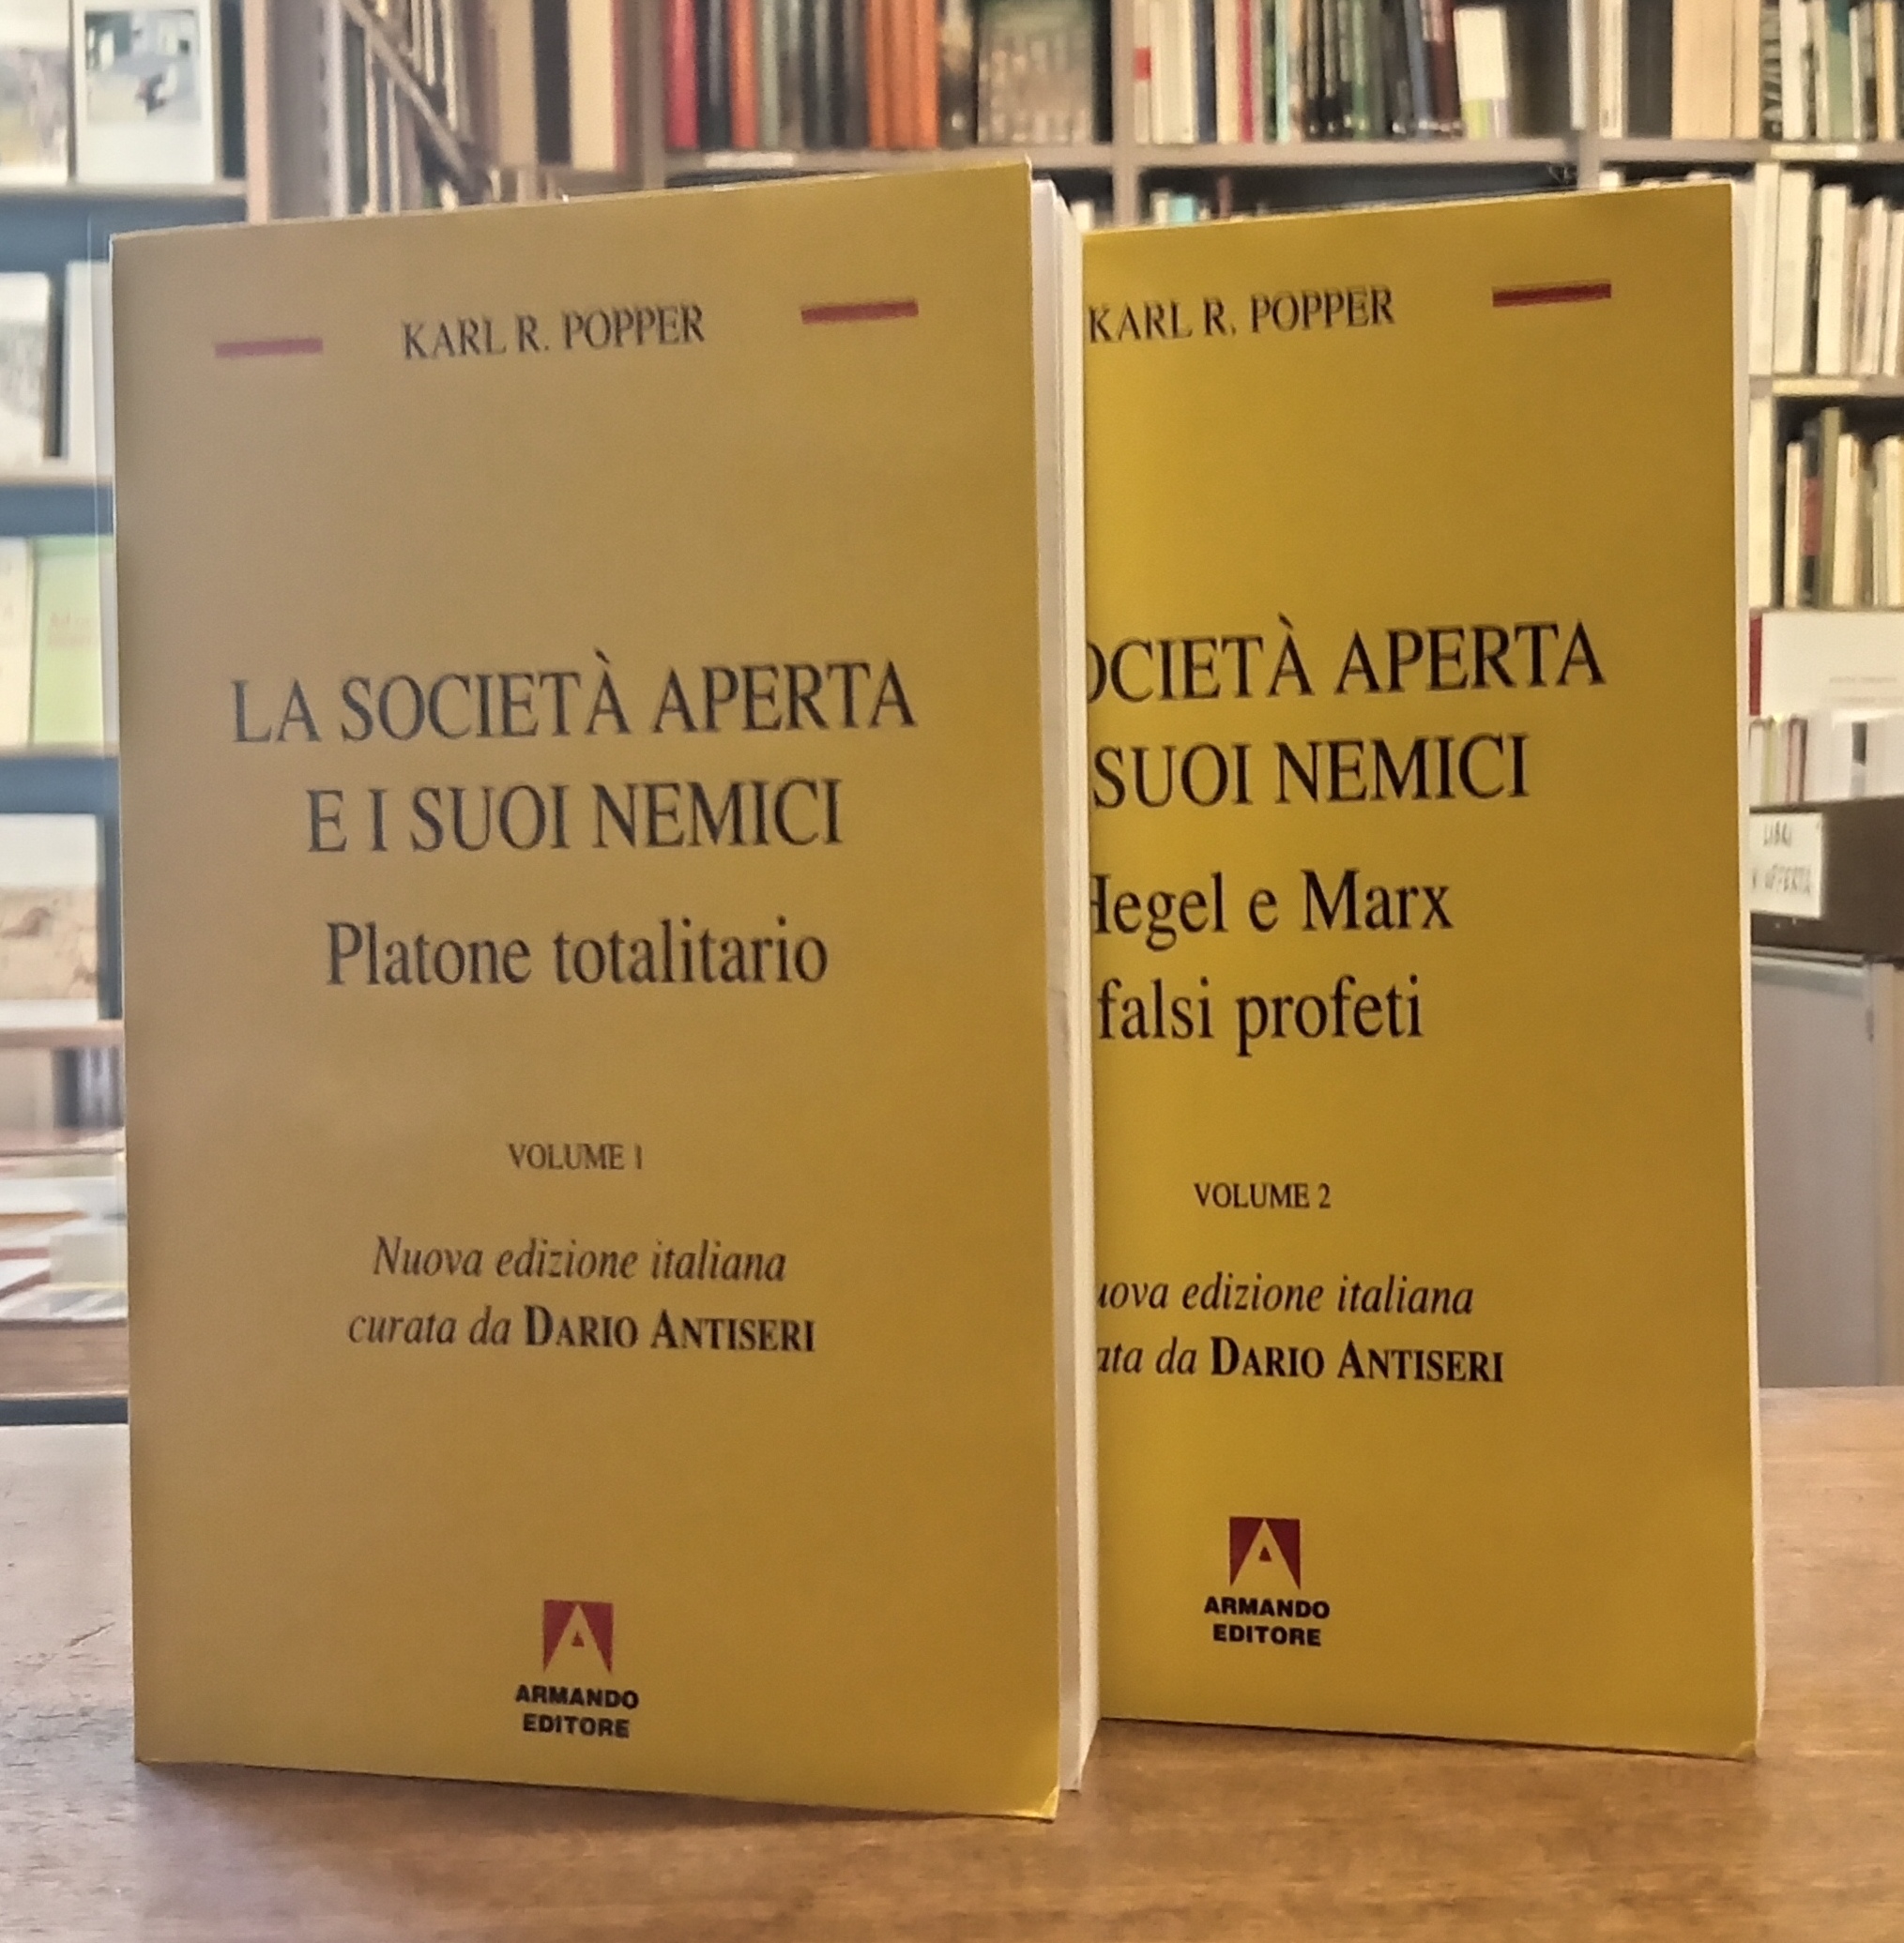 KARL R. POPPER
LA SOCIETÀ APERTA
E I SUOI NEMICI
Platone totalitario
VOLUME 1
Nuova edizione italiana
curata da DARIO ANTISERI
ARMANDO
EDITORE
KARL R. POPPER
OCIETÀ APERTA
SUOI NEMICI
Hegel e Marx
falsi profeti
VOLUME 2
uova edizione italiana
ata da DARIO ANTISERI
ARMANDO
EDITORE
LIBRI
OFFERTA